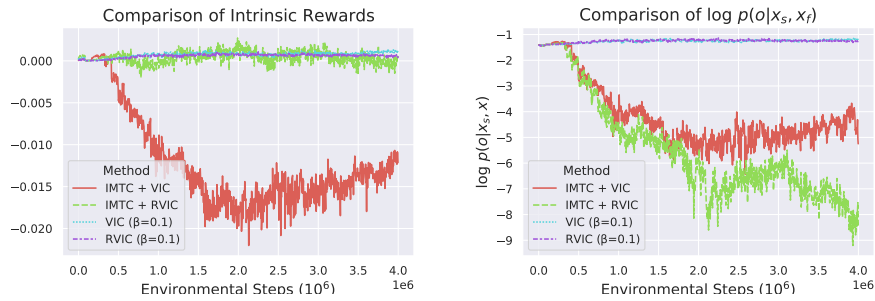 Comparison of Intrinsic Rewards
0.000
−0.005
−0.010
−0.015
−0.020
Method
IMTC + VIC
IMTC + RVIC
VIC (β=0.1)
RVIC (β=0.1)
0.0 0.5 1.0 1.5 2.0 2.5 3.0 3.5 4.0
1e6
Environmental Steps (10⁶)
Comparison of log p(o|xₛ, x_f)
log p(o|xₛ, x)
−1
−2
−3
−4
−5
−6
−7
−8
−9
Method
IMTC + VIC
IMTC + RVIC
VIC (β=0.1)
RVIC (β=0.1)
0.0 0.5 1.0 1.5 2.0 2.5 3.0 3.5 4.0
1e6
Environmental Steps (10⁶)